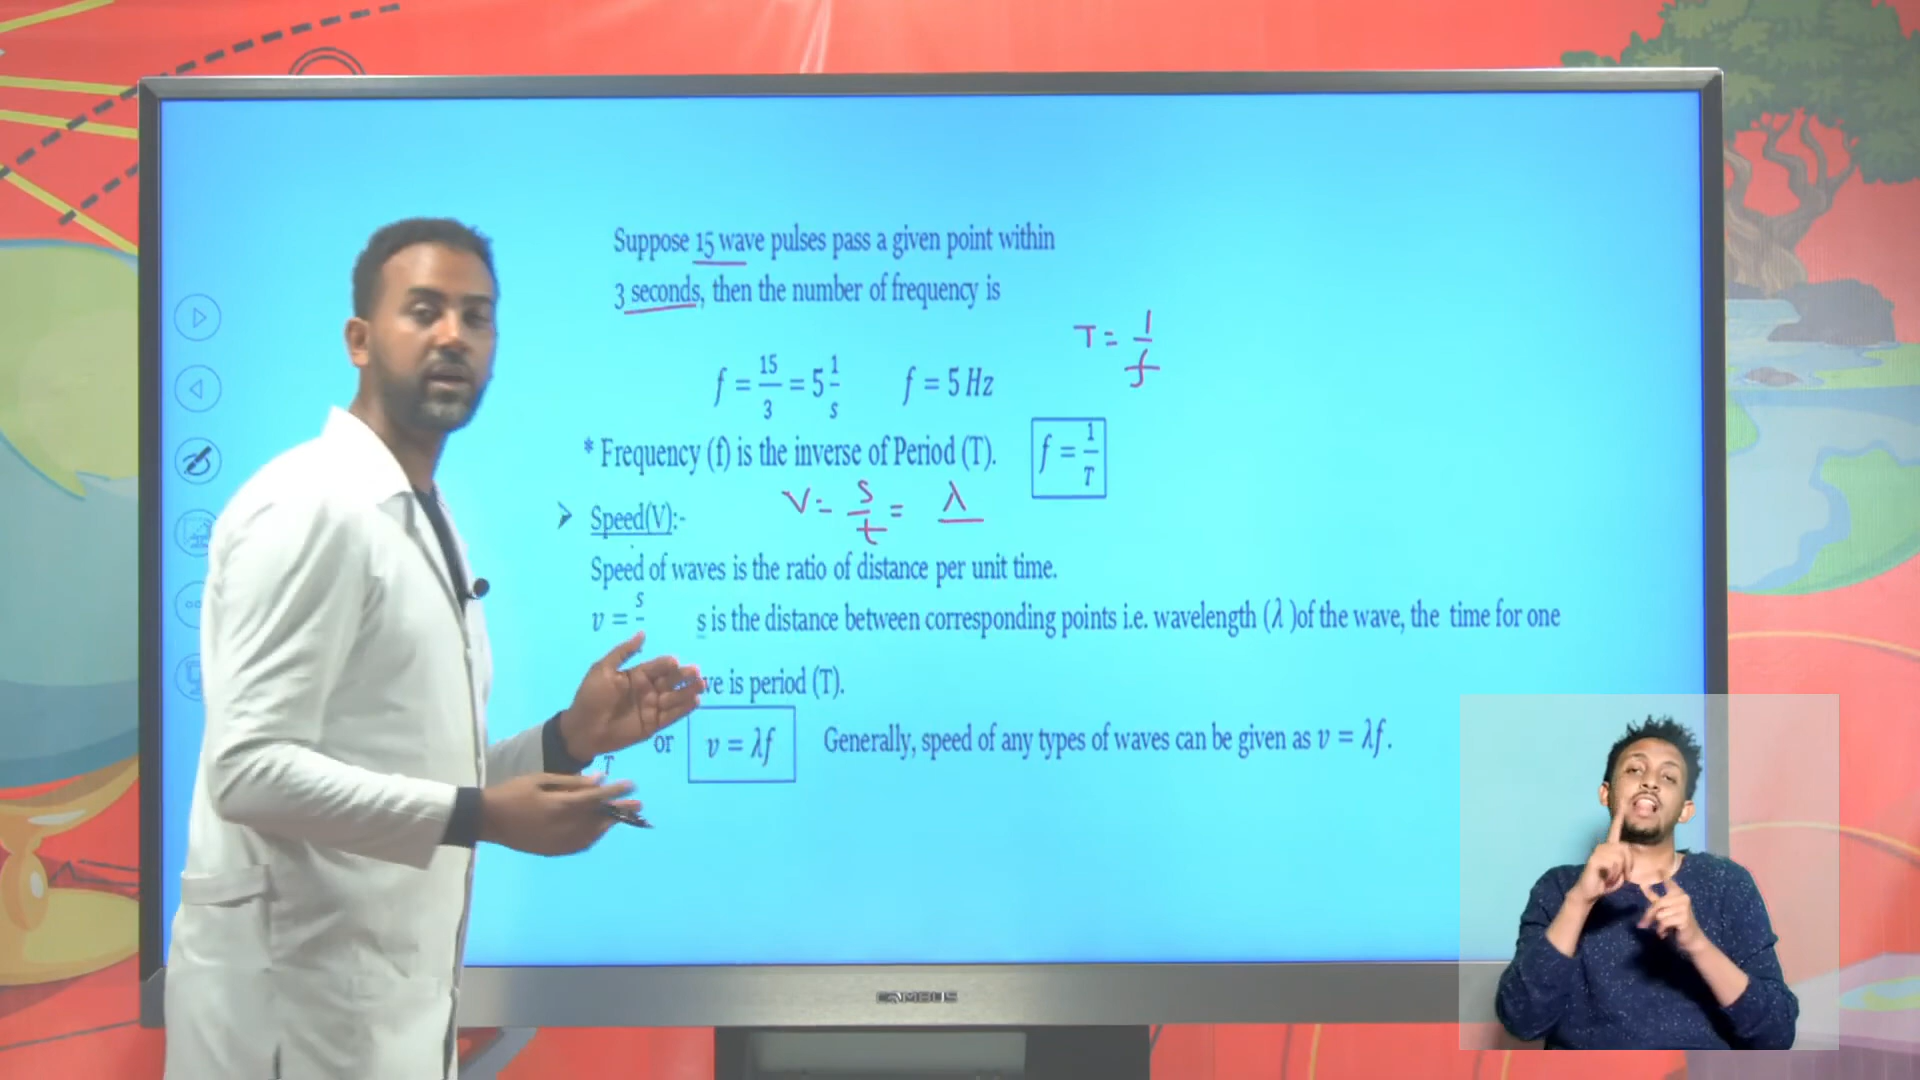 Suppose 15 wave pulses pass a given point within
3 seconds, then the number of frequency is
T = 1/f
f = 15/3 = 5 1/s f = 5 Hz
* Frequency (f) is the inverse of Period (T). f = 1/T
V = s/t = λ
➤ Speed(V):-
Speed of waves is the ratio of distance per unit time.
v = s s is the distance between corresponding points i.e. wavelength (λ )of the wave, the time for one
is period (T).
T or v = λf Generally, speed of any types of waves can be given as v = λf.
CAMBUS